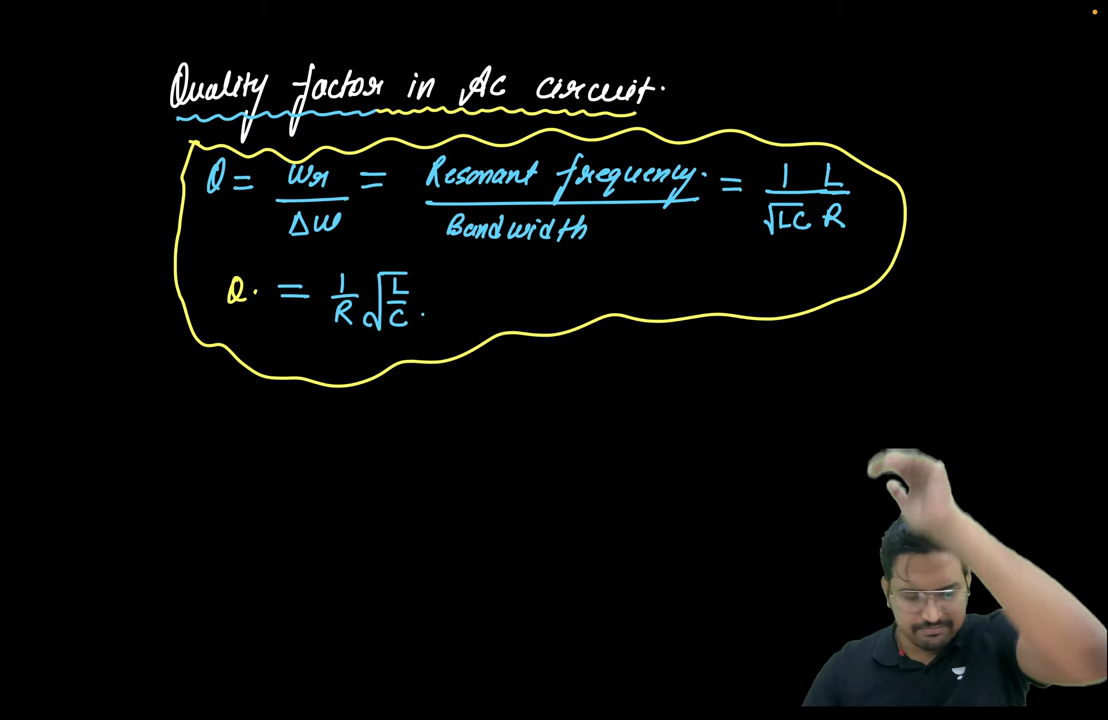 Quality factor in Ac circuit.
Q = ωr/Δω = Resonant frequency./Bandwidth = 1/√LC L/R
Q. = 1/R √L/C.